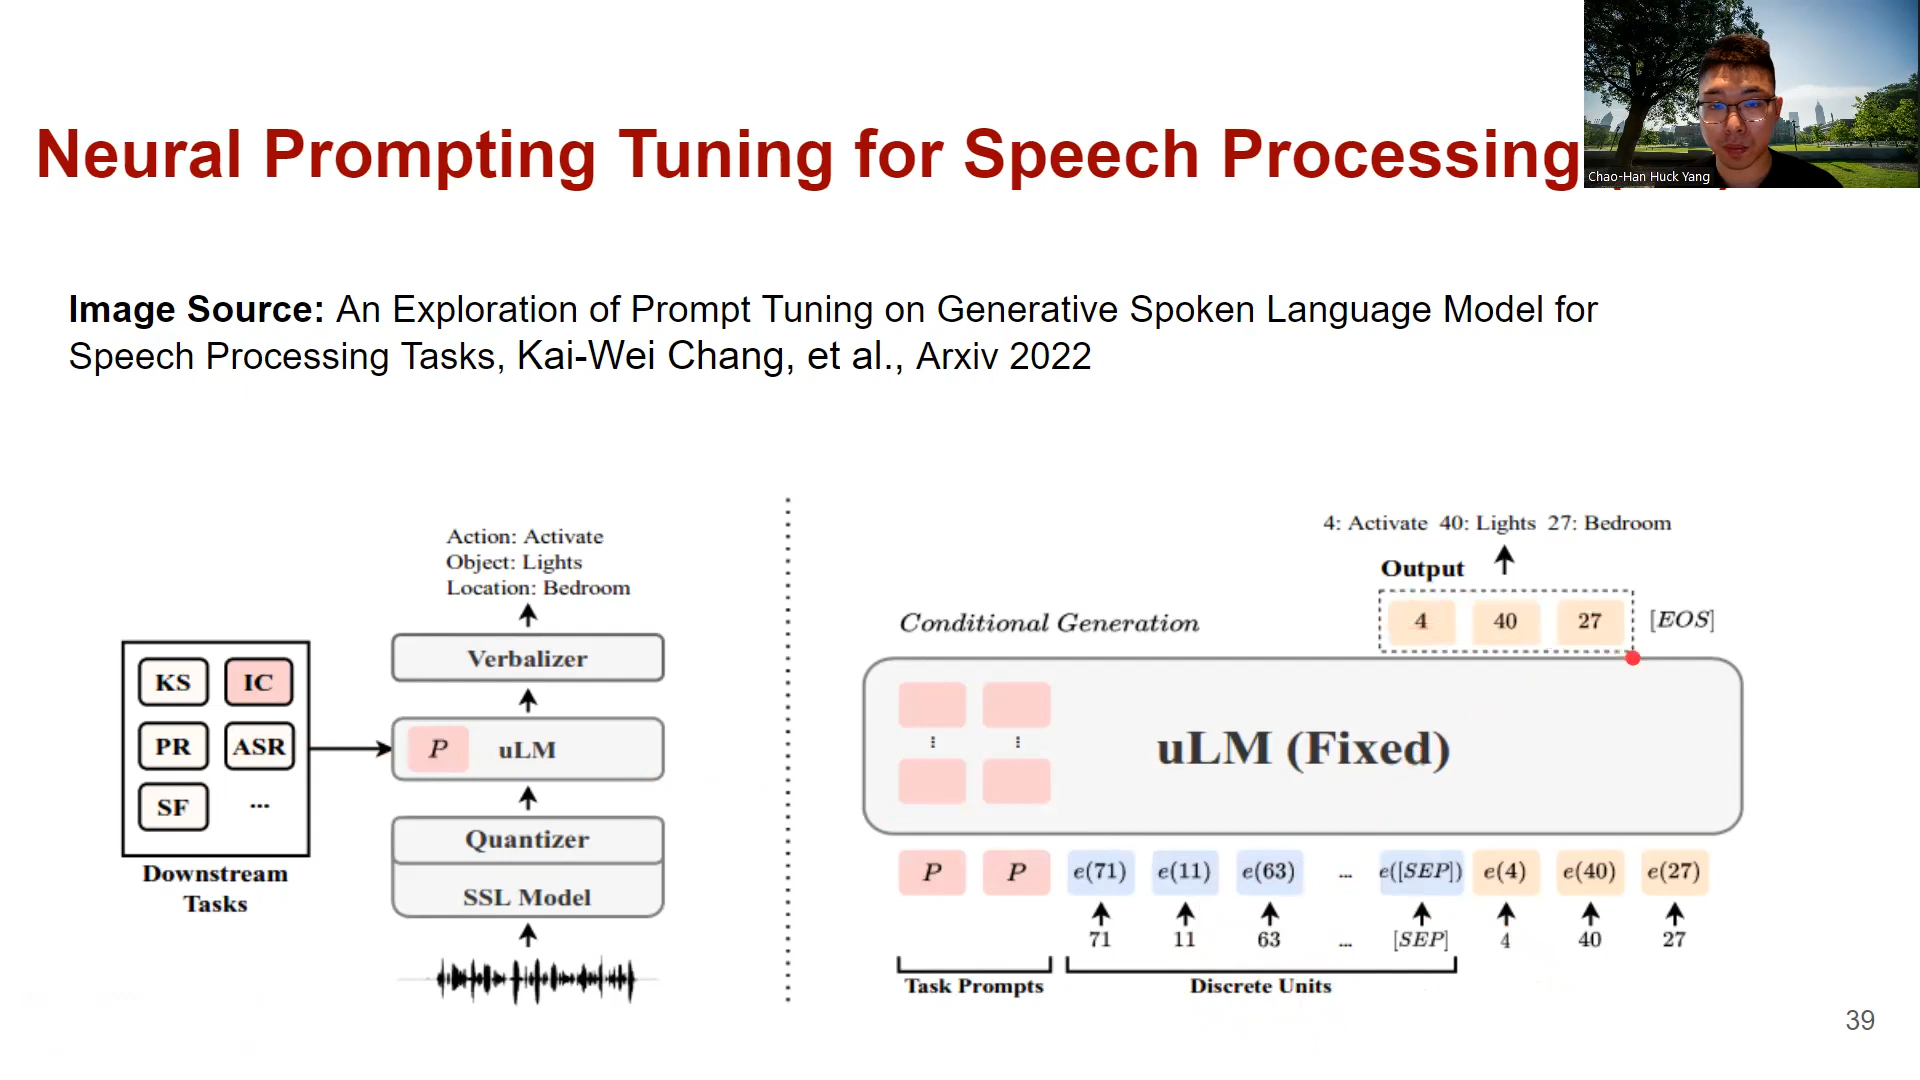 Neural Prompting Tuning for Speech Processing
Chao-Han Huck Yang
Image Source: An Exploration of Prompt Tuning on Generative Spoken Language Model for
Speech Processing Tasks, Kai-Wei Chang, et al., Arxiv 2022
Action: Activate
Object: Lights
Location: Bedroom
Verbalizer
KS IC
PR ASR
SF ...
P uLM
Quantizer
SSL Model
Downstream
Tasks
4: Activate 40: Lights 27: Bedroom
Output
4 40 27 [EOS]
Conditional Generation
uLM (Fixed)
P P e(71) e(11) e(63) ... e([SEP]) e(4) e(40) e(27)
71 11 63 ... [SEP] 4 40 27
Task Prompts Discrete Units
39